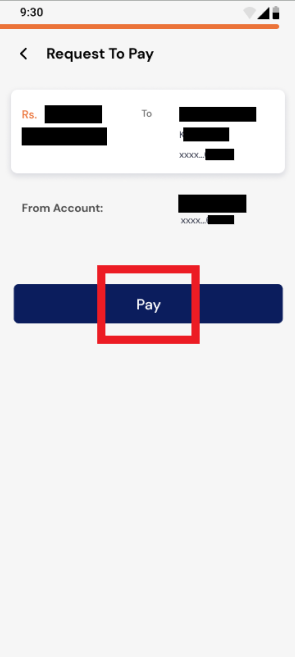 9:30
Request To Pay
Rs.
To
K
xxxx../
From Account:
xxxx../
Pay